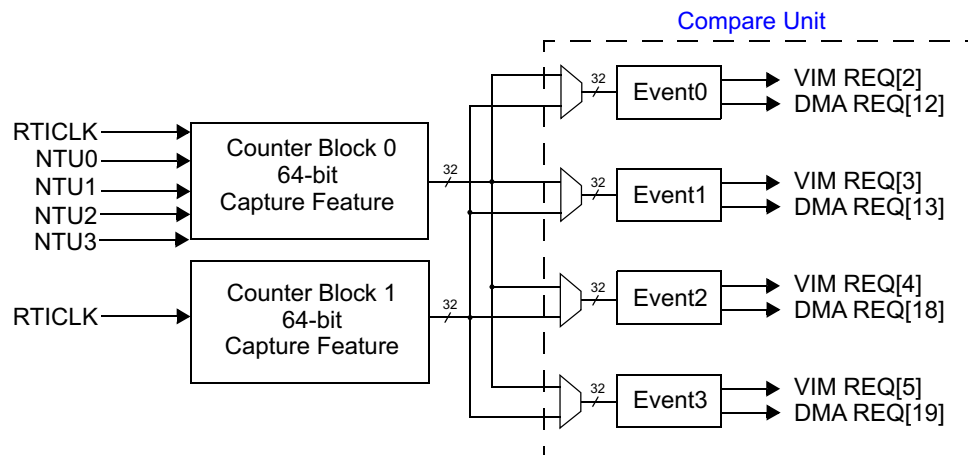 Compare Unit
32
Event0
VIM REQ[2]
DMA REQ[12]
RTICLK
NTU0
NTU1
NTU2
NTU3
Counter Block 0
64-bit
Capture Feature
32
32
Event1
VIM REQ[3]
DMA REQ[13]
RTICLK
Counter Block 1
64-bit
Capture Feature
32
32
Event2
VIM REQ[4]
DMA REQ[18]
32
Event3
VIM REQ[5]
DMA REQ[19]